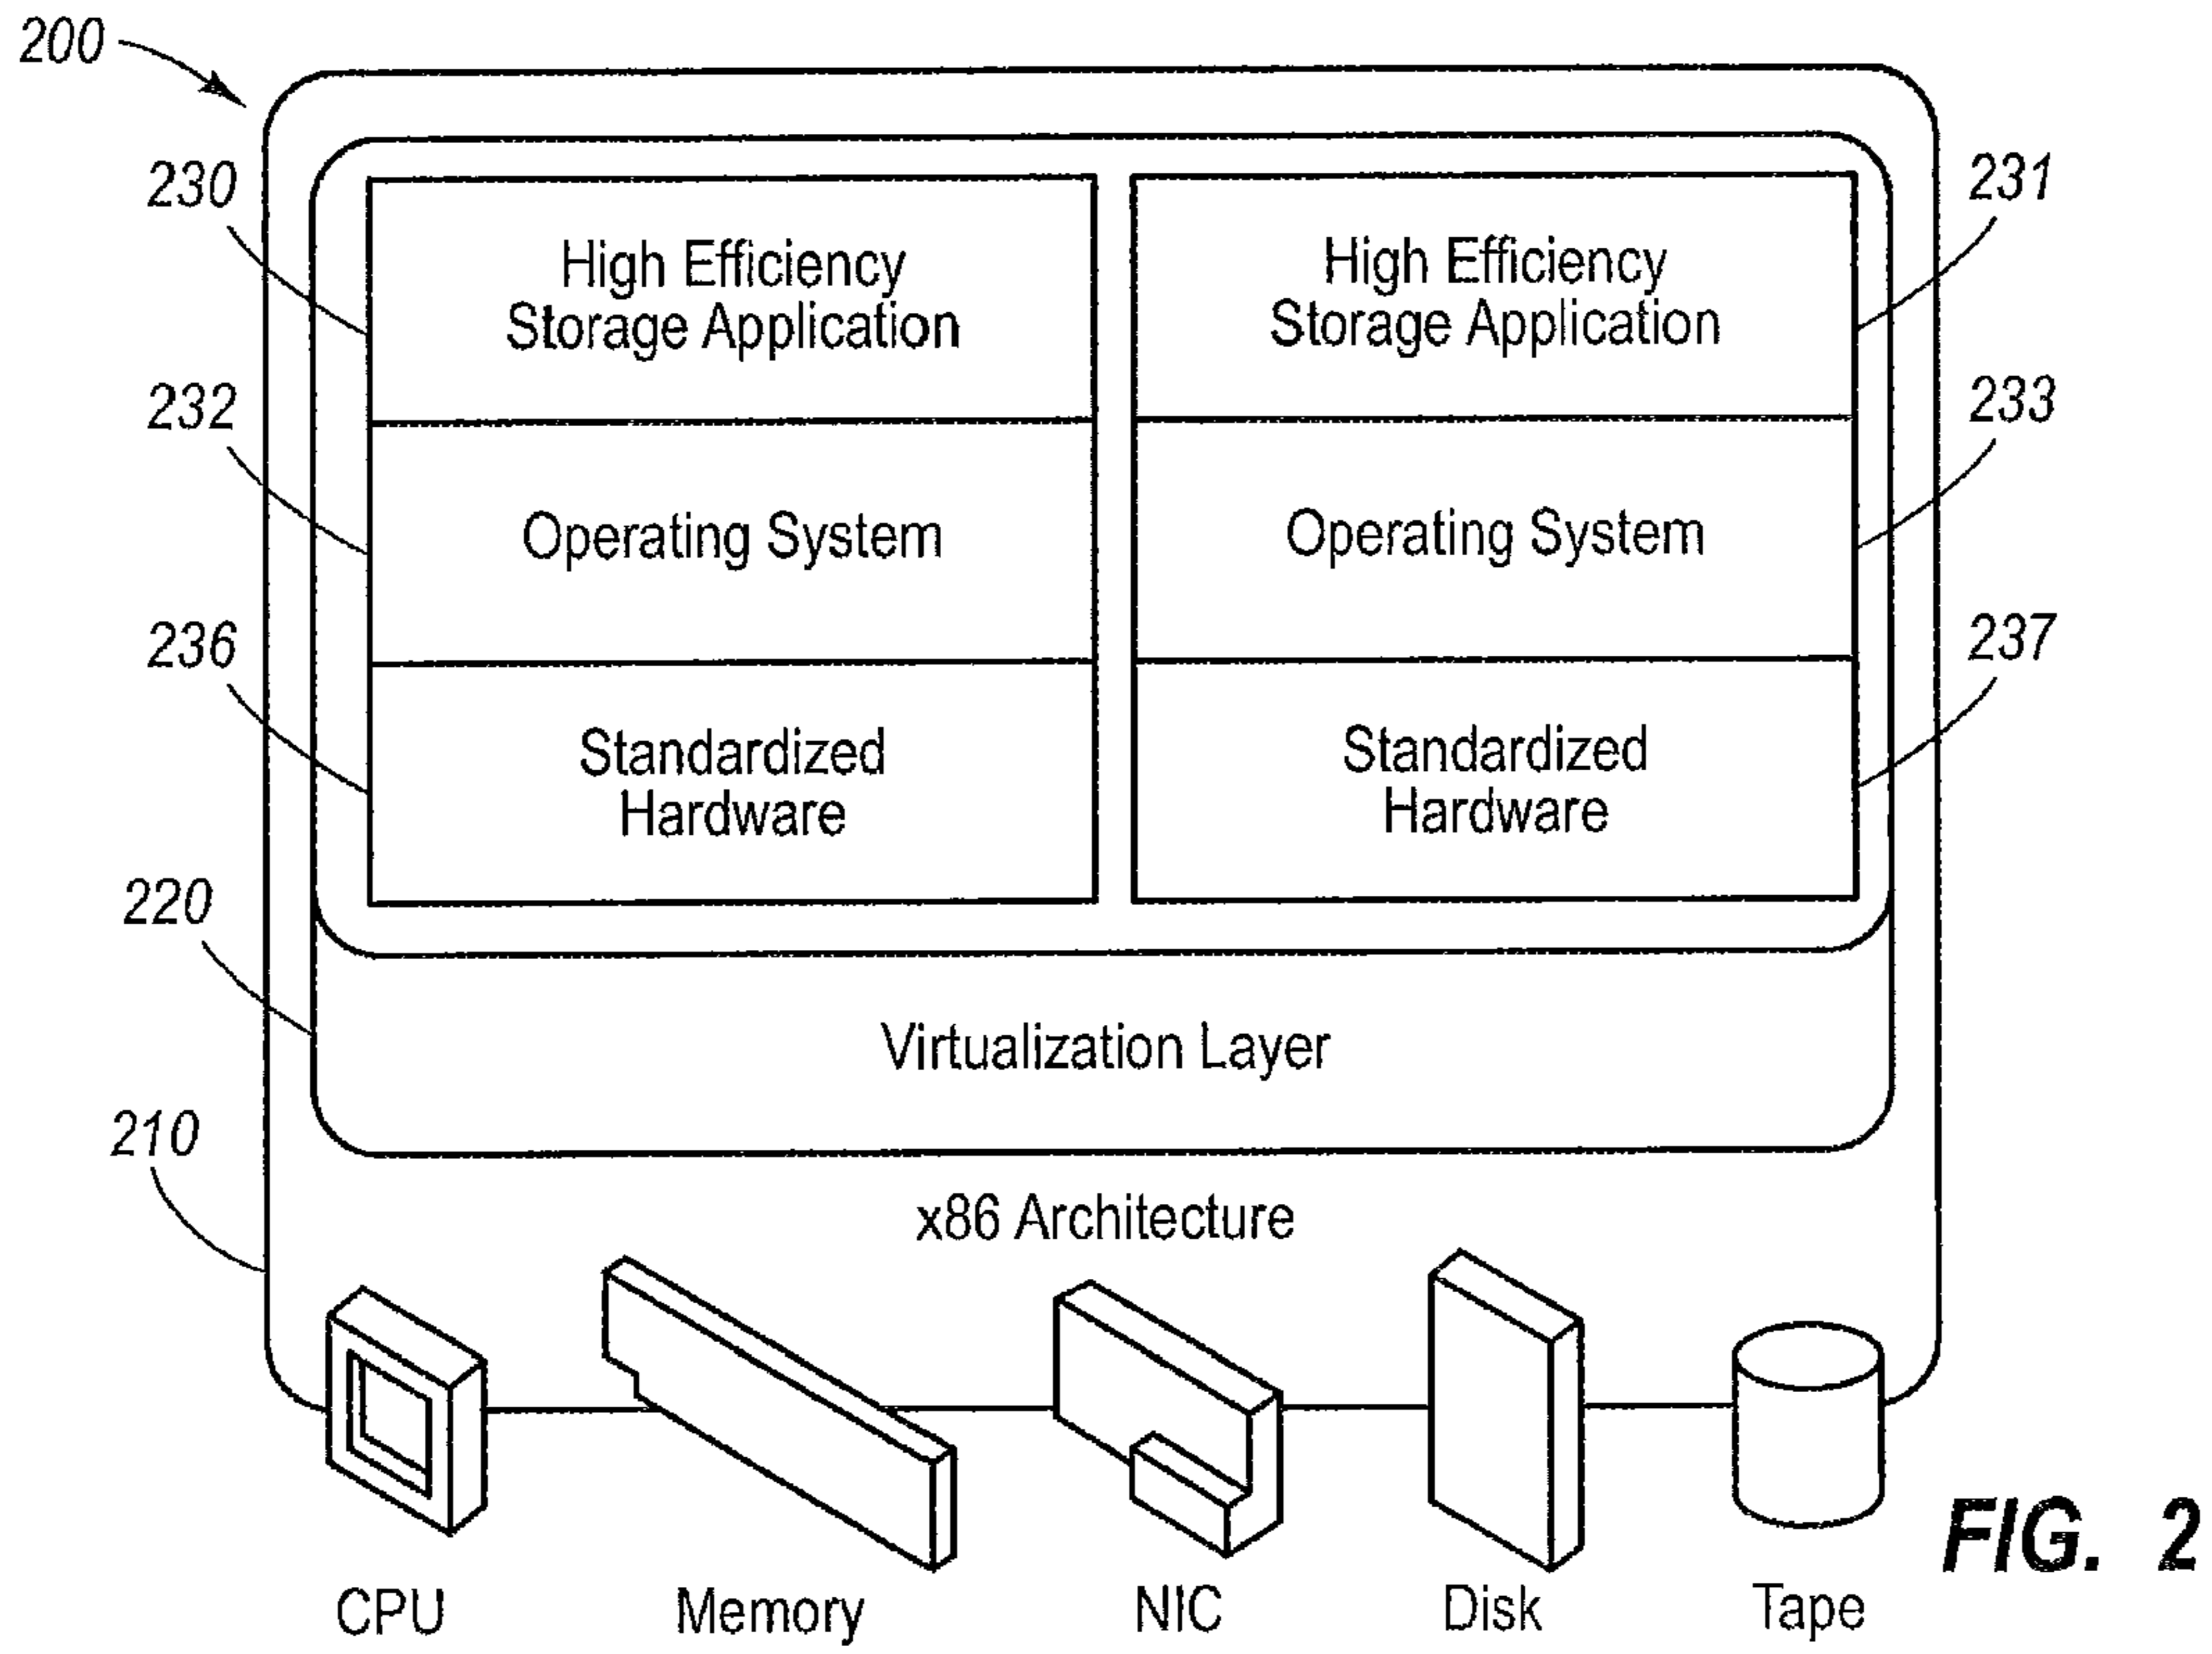 200
230
High Efficiency
Storage Application
High Efficiency
Storage Application
231
232
Operating System
Operating System
233
236
Standardized
Hardware
Standardized
Hardware
237
220
Virtualization Layer
210
x86 Architecture
CPU
Memory
NIC
Disk
Tape
FIG. 2